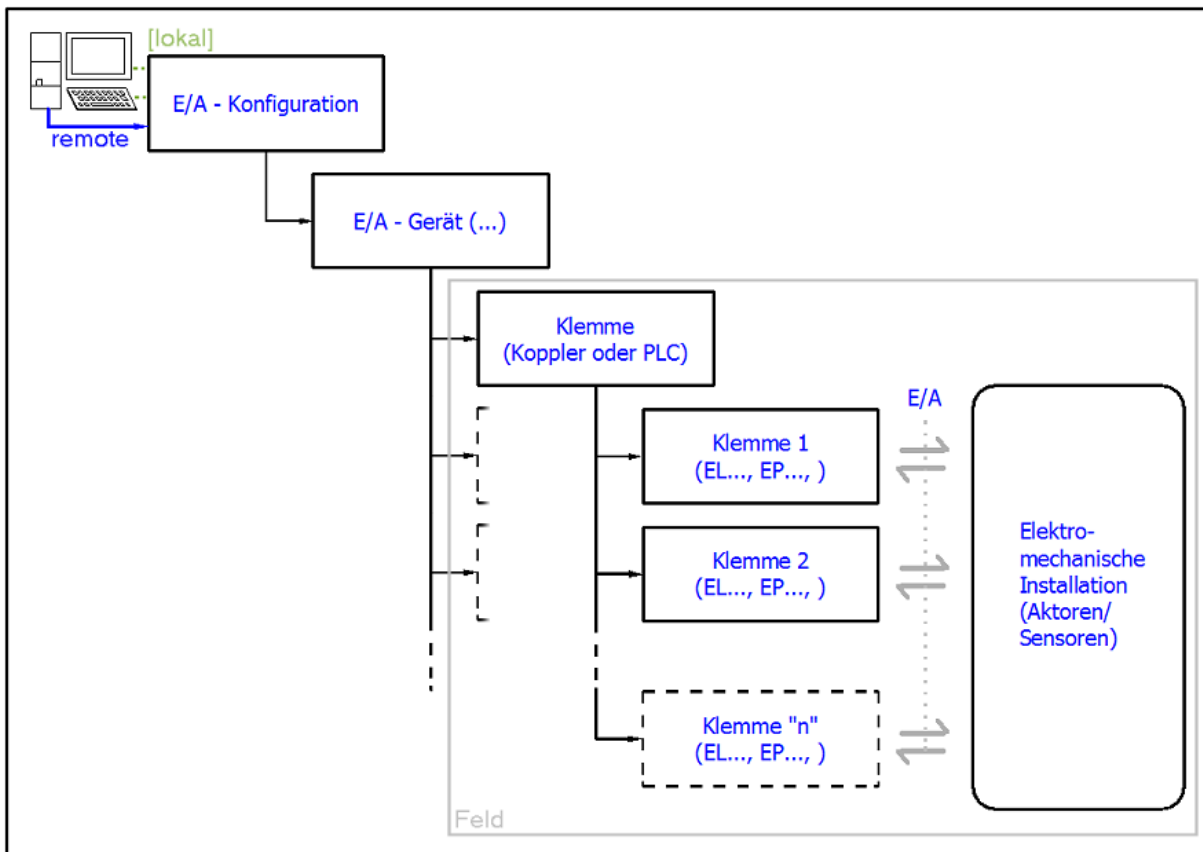 [lokal]
E/A - Konfiguration
remote
E/A - Gerät (...)
Klemme
(Koppler oder PLC)
E/A
Klemme 1
(EL..., EP..., )
Klemme 2
(EL..., EP..., )
Elektro-
mechanische
Installation
(Aktoren/
Sensoren)
Klemme "n"
(EL..., EP..., )
Feld